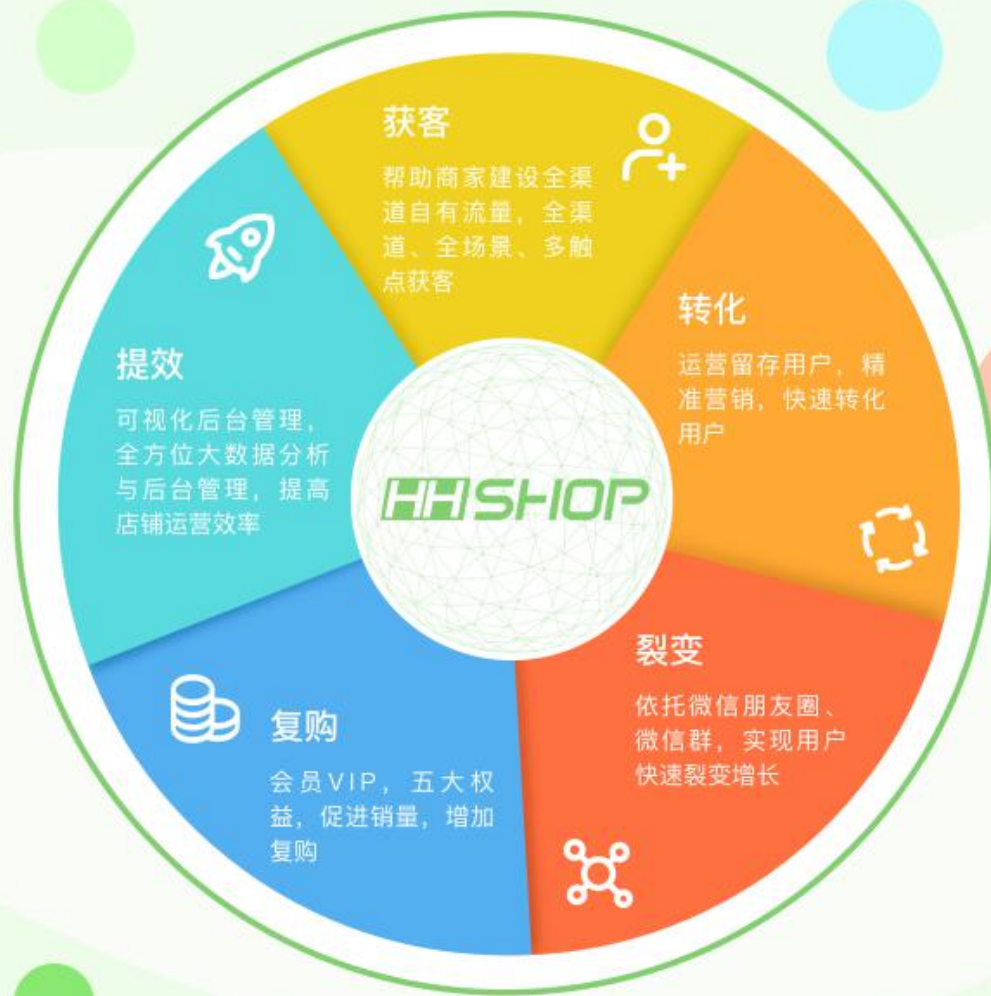 获客
帮助商家建设全渠
道自有流量，全渠
道、全场景、多触
点获客
转化
运营留存用户，精
准营销，快速转化
用户
裂变
依托微信朋友圈、
微信群，实现用户
快速裂变增长
复购
会员VIP，五大权
益，促进销量，增加
复购
提效
可视化后台管理，
全方位大数据分析
与后台管理，提高
店铺运营效率
HHSHOP